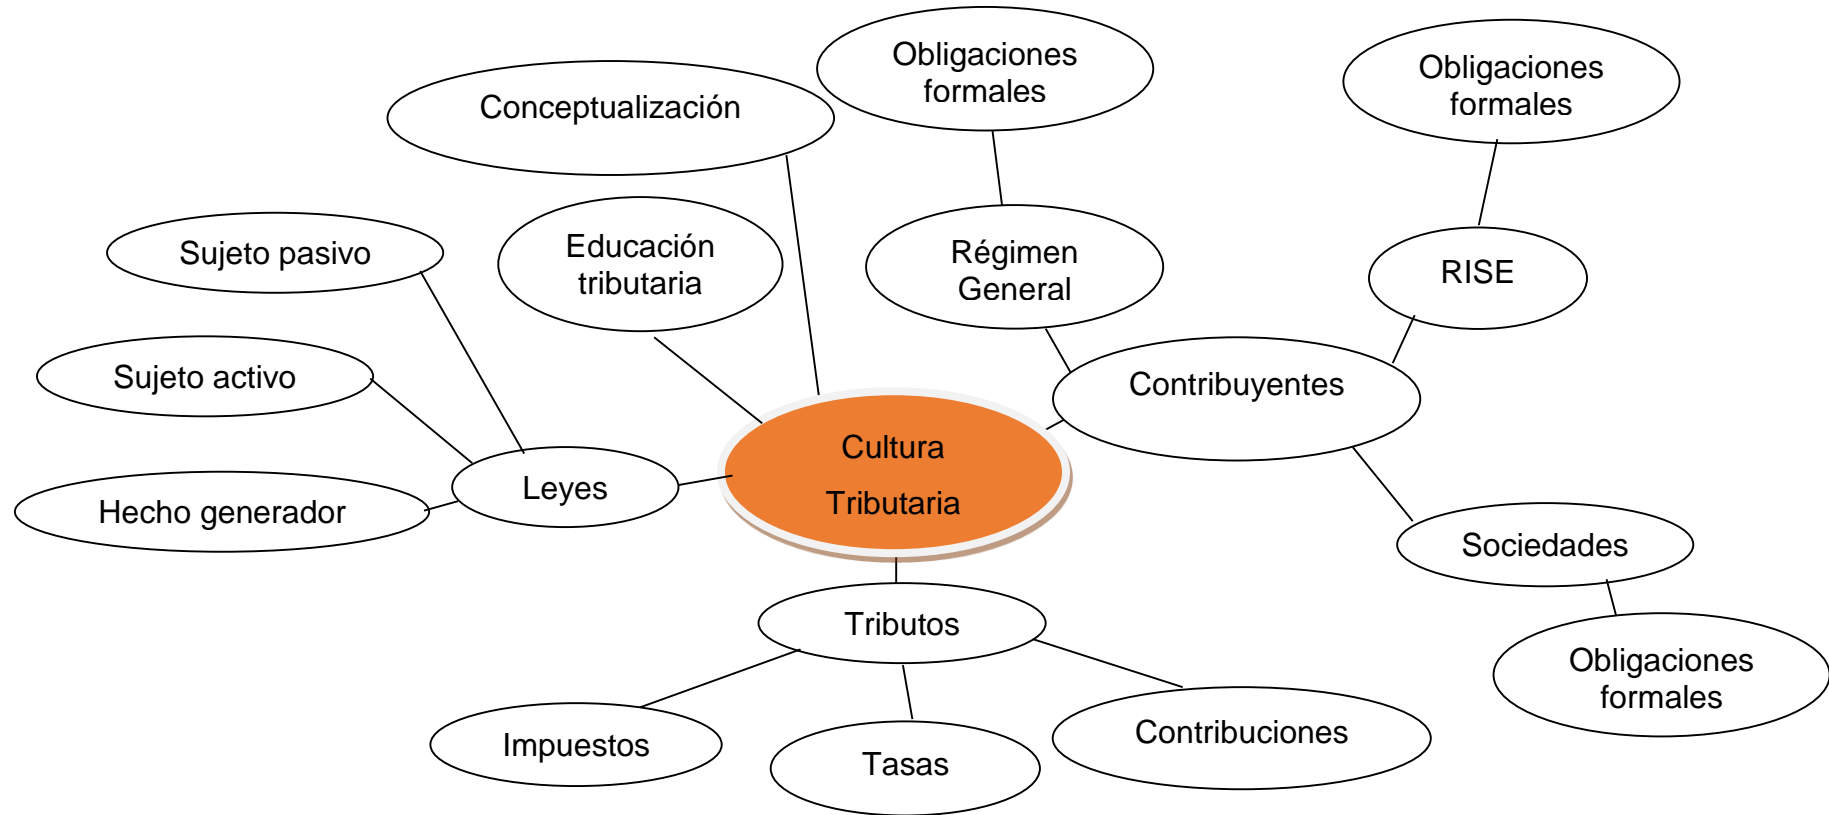 Obligaciones
formales
Obligaciones
formales
Conceptualización
Sujeto pasivo
Educación
tributaria
Régimen
General
RISE
Sujeto activo
Contribuyentes
Cultura
Tributaria
Leyes
Hecho generador
Sociedades
Tributos
Obligaciones
formales
Impuestos
Tasas
Contribuciones